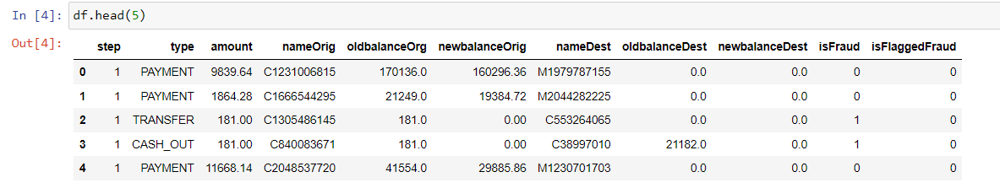 In [4]: df.head(5)
Out[4]:
step type amount nameOrig oldbalanceOrg newbalanceOrig nameDest oldbalanceDest newbalanceDest isFraud isFlaggedFraud
0 1 PAYMENT 9839.64 C1231006815 170136.0 160296.36 M1979787155 0.0 0.0 0 0
1 1 PAYMENT 1864.28 C1666544295 21249.0 19384.72 M2044282225 0.0 0.0 0 0
2 1 TRANSFER 181.00 C1305486145 181.0 0.00 C553264065 0.0 0.0 1 0
3 1 CASH_OUT 181.00 C840083671 181.0 0.00 C38997010 21182.0 0.0 1 0
4 1 PAYMENT 11668.14 C2048537720 41554.0 29885.86 M1230701703 0.0 0.0 0 0